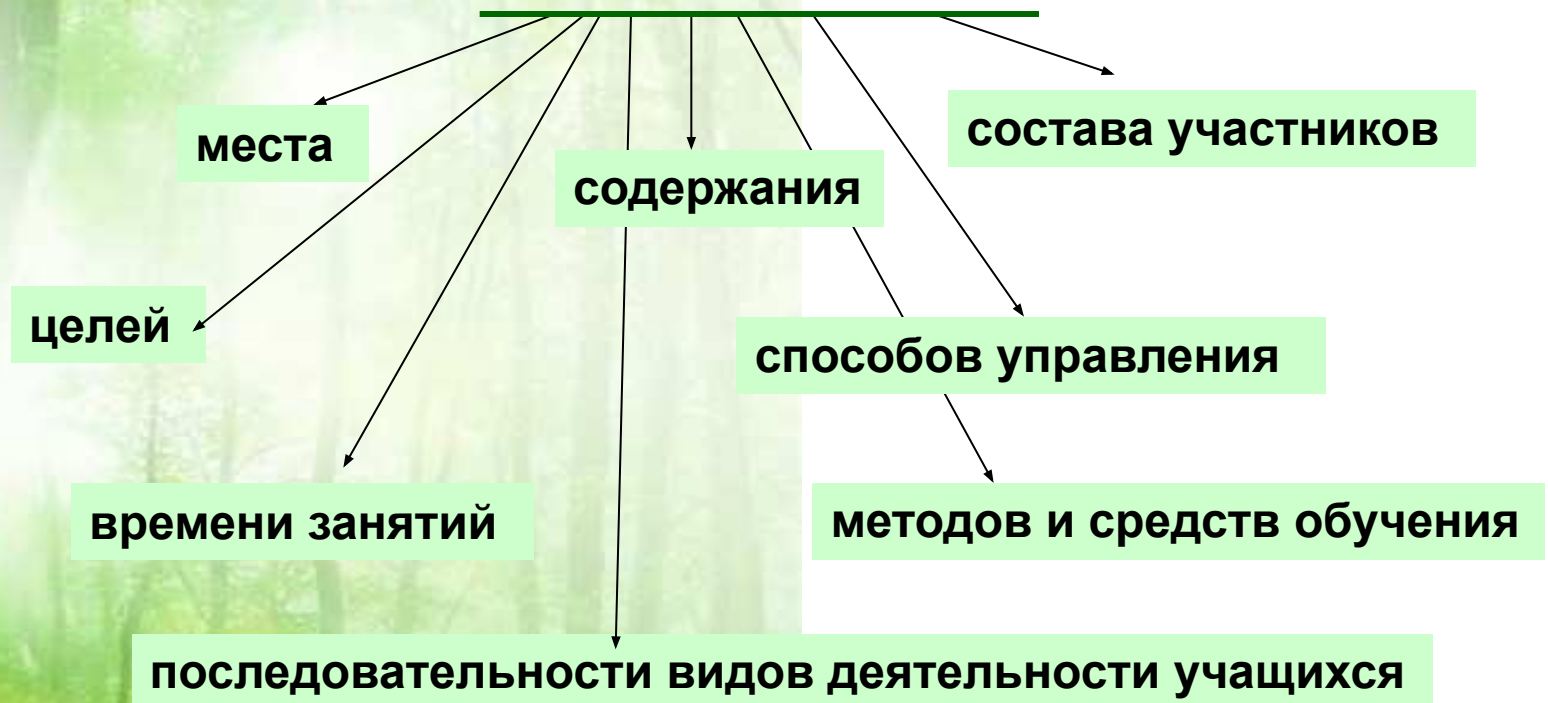 места
состава участников
содержания
целей
способов управления
времени занятий
методов и средств обучения
последовательности видов деятельности учащихся